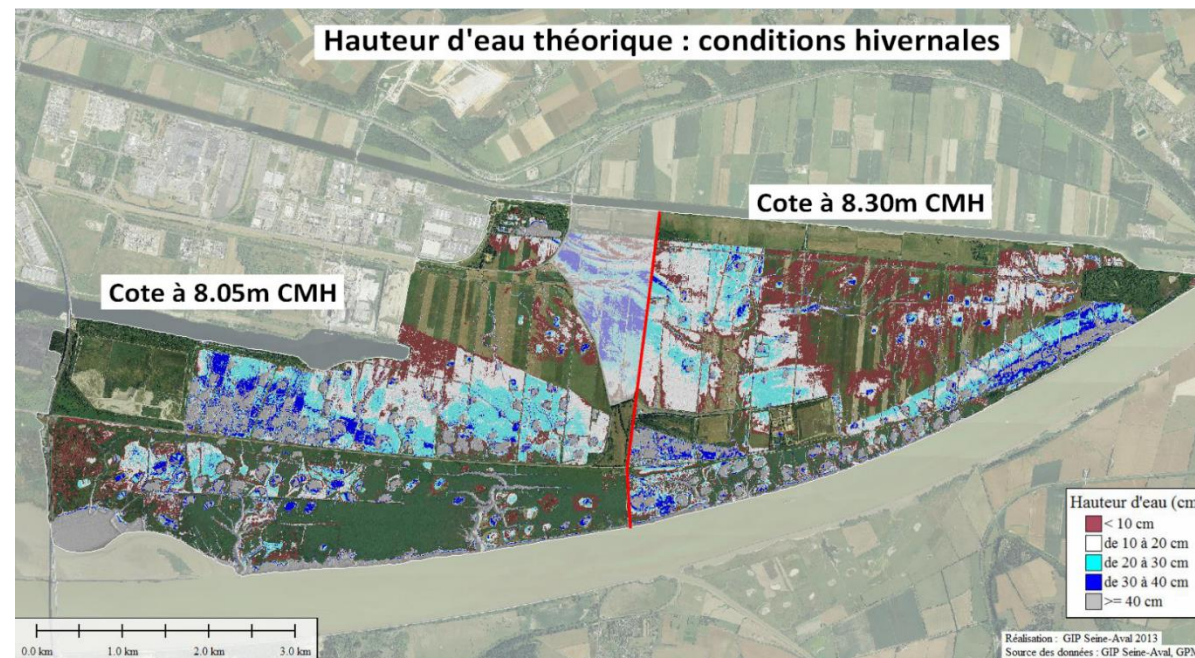 Hauteur d'eau théorique : conditions hivernales
Cote à 8.30m CMH
Cote à 8.05m CMH
Hauteur d'eau (cm
< 10 cm
de 10 à 20 cm
de 20 à 30 cm
de 30 à 40 cm
>= 40 cm
0.0 km 1.0 km 2.0 km 3.0 km
Réalisation : GIP Seine-Aval 2013
Source des données : GIP Seine-Aval, GPM